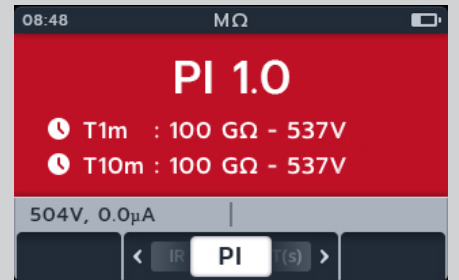 08:48 MΩ
PI 1.0
T1m : 100 GΩ - 537V
T10m : 100 GΩ - 537V
504V, 0.0µA
< IR PI T(s) >